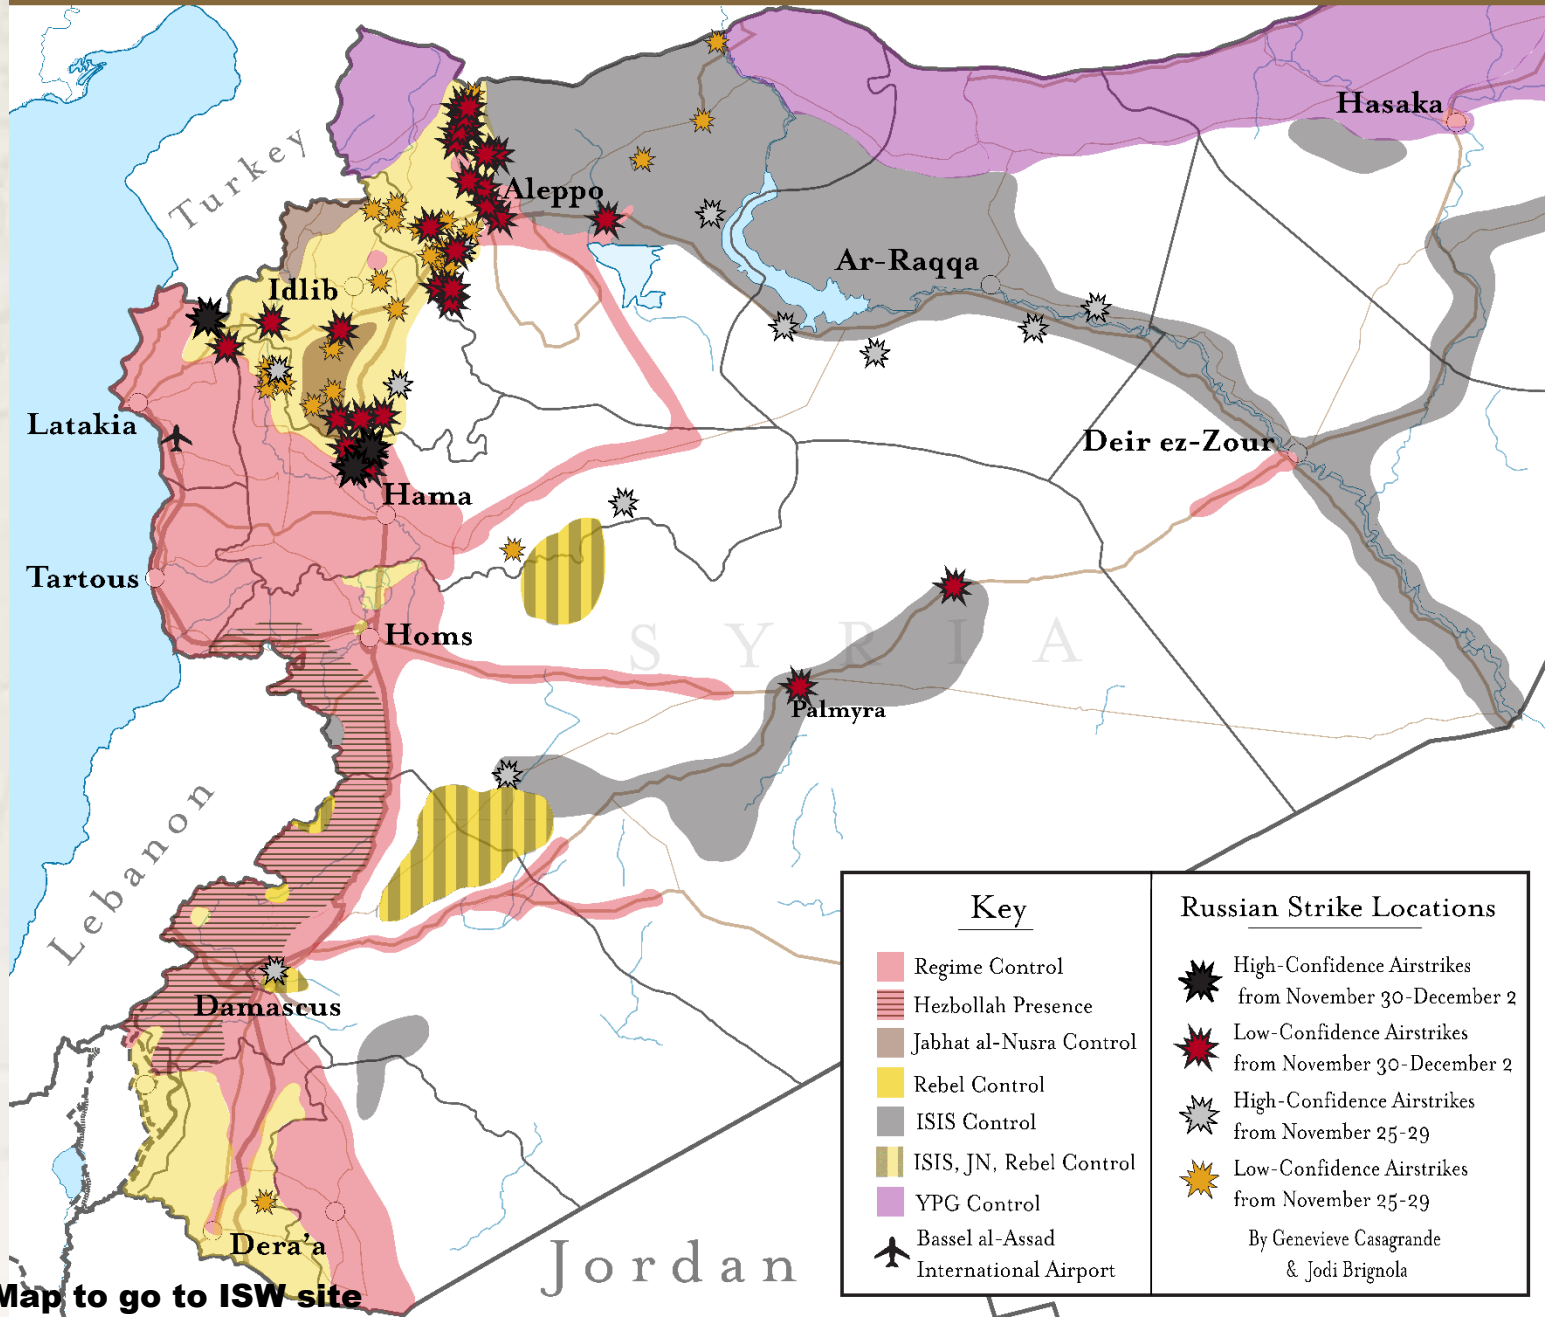 Turkey
Hasaka
Aleppo
Ar-Raqqa
Idlib
Latakia
Deir ez-Zour
Hama
Tartous
Homs
SYRIA
Palmyra
Lebanon
Damascus
Dera'a
Jordan
Map to go to ISW site
Key
Regime Control
Hezbollah Presence
Jabhat al-Nusra Control
Rebel Control
ISIS Control
ISIS, JN, Rebel Control
YPG Control
Bassel al-Assad
International Airport
Russian Strike Locations
High-Confidence Airstrikes
from November 30-December 2
Low-Confidence Airstrikes
from November 30-December 2
High-Confidence Airstrikes
from November 25-29
Low-Confidence Airstrikes
from November 25-29
By Genevieve Casagrande
& Jodi Brignola